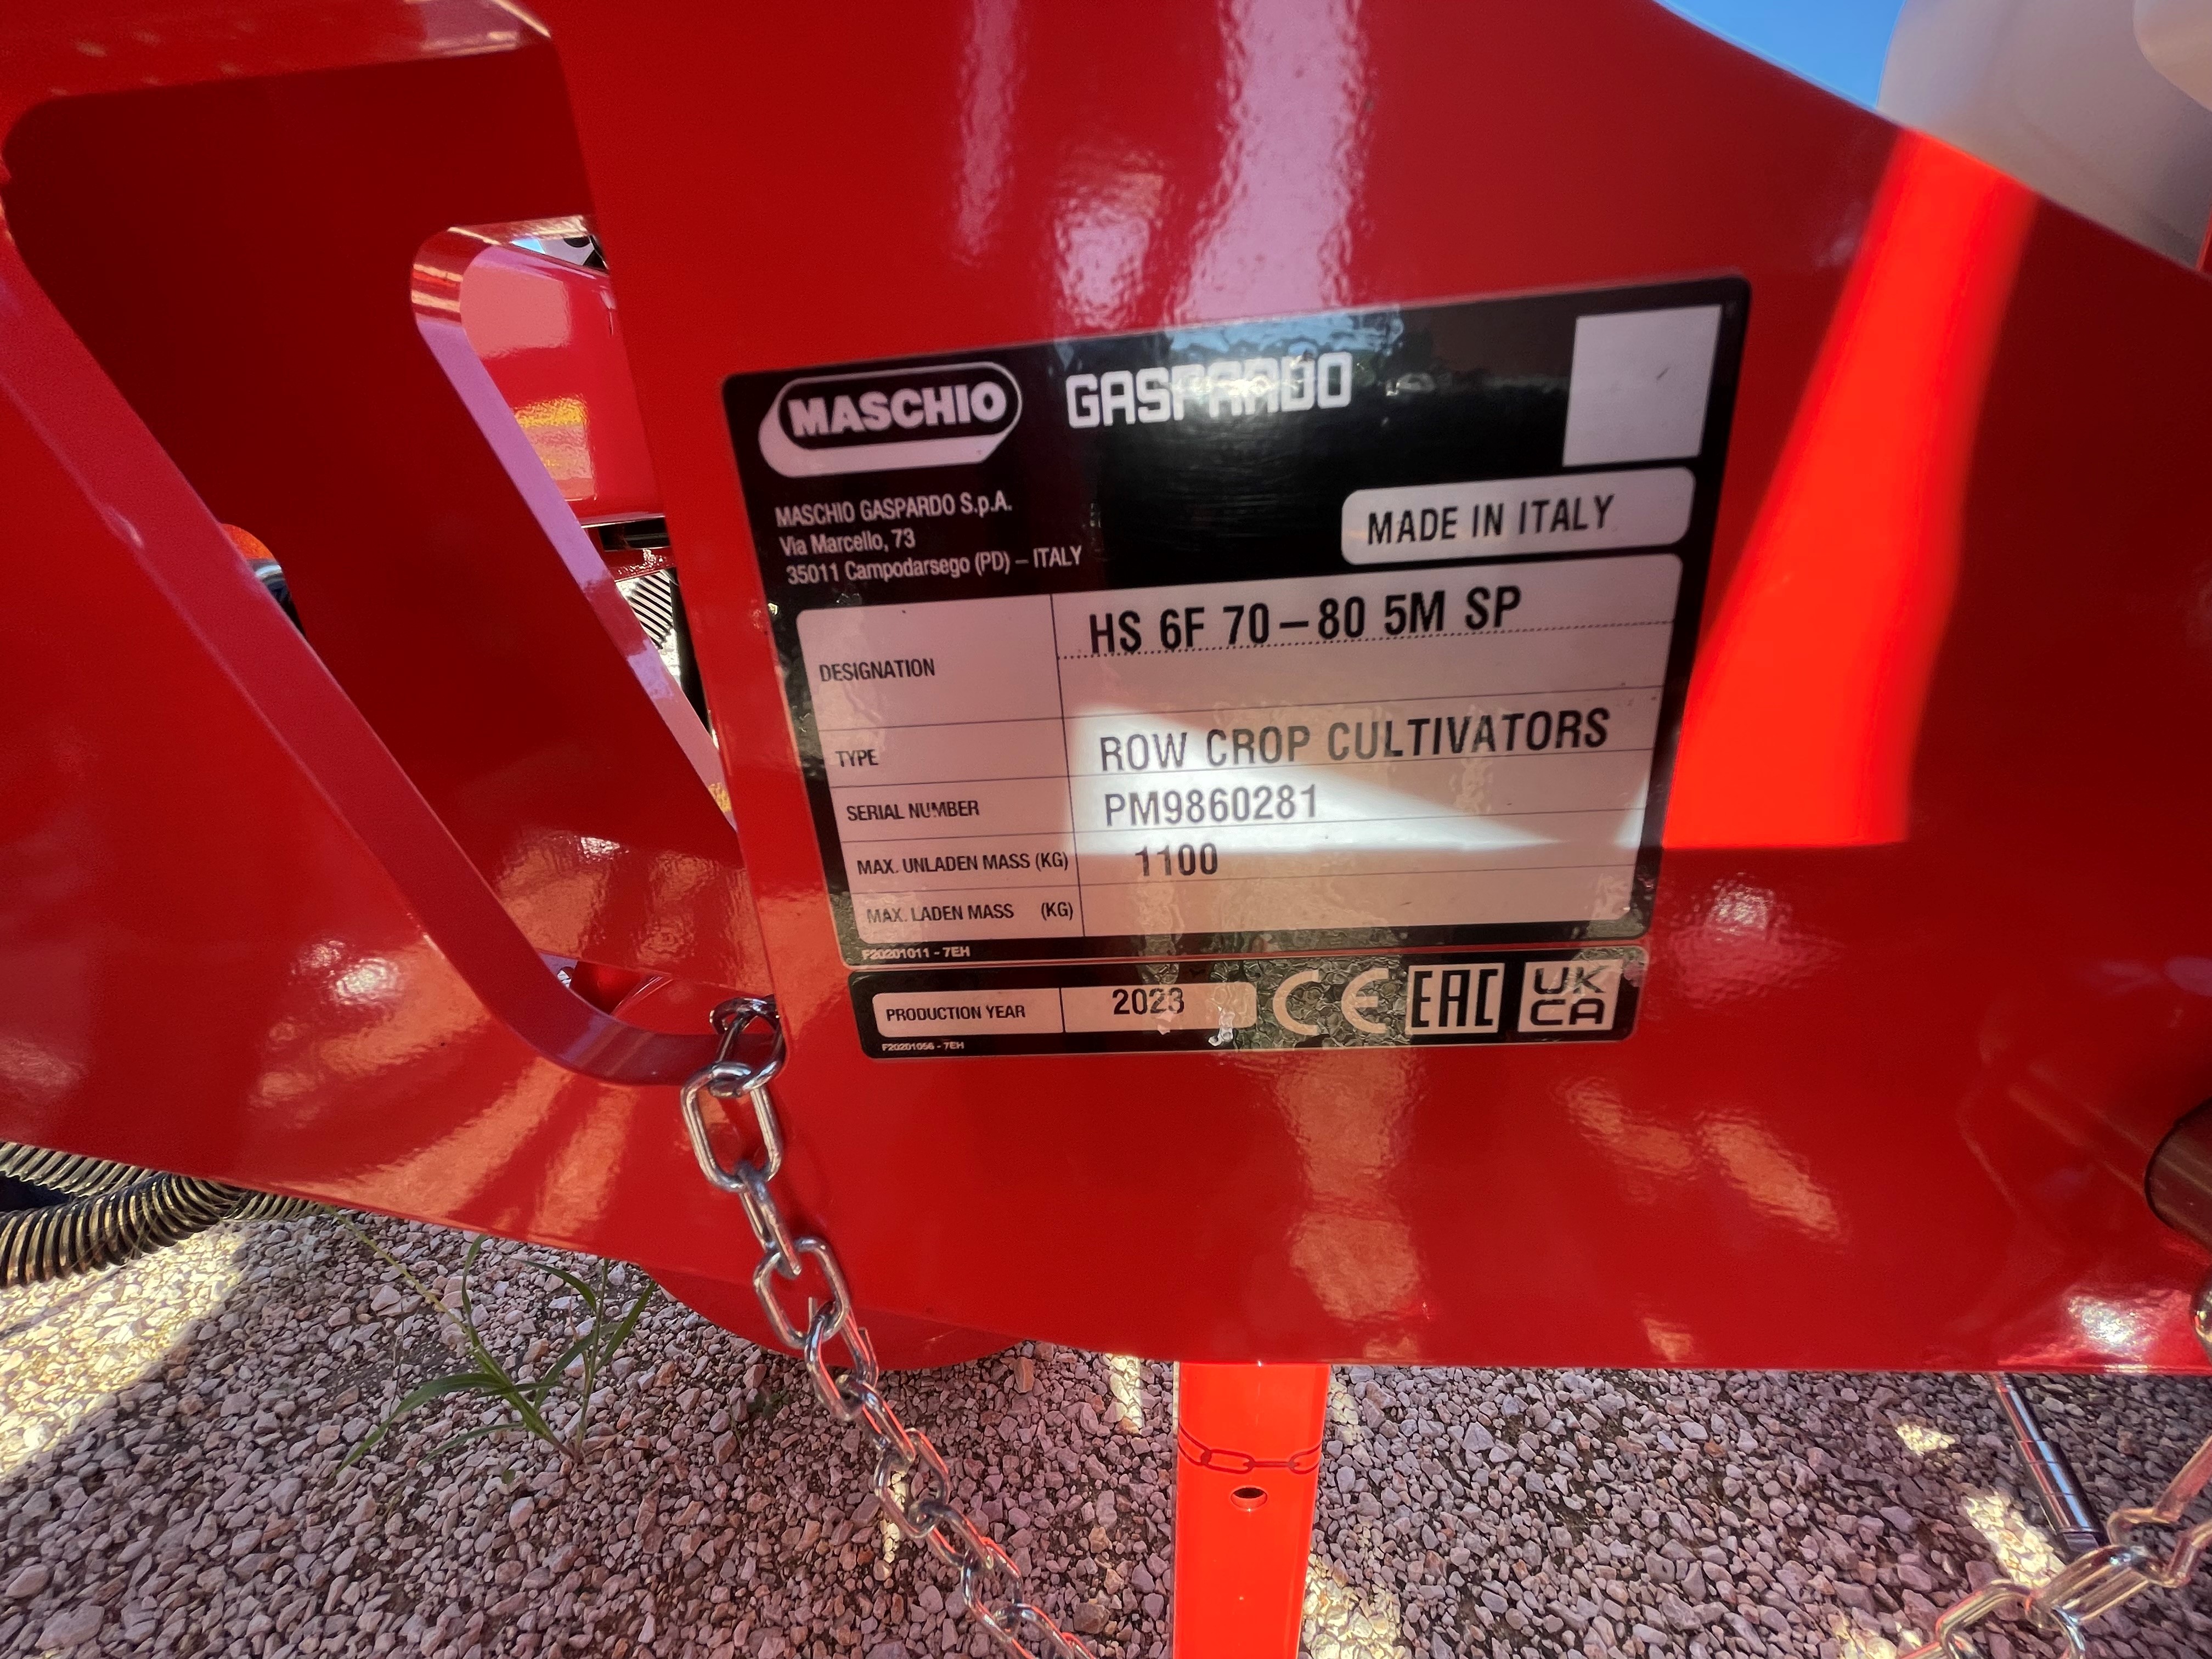 MASCHIO GASPARDO
MASCHIO GASPARDO S.p.A.
Via Marcello, 73
35011 Campodarsego (PD) – ITALY
MADE IN ITALY
DESIGNATION HS 6F 70–80 5M SP
TYPE ROW CROP CULTIVATORS
SERIAL NUMBER PM9860281
MAX. UNLADEN MASS (KG) 1100
MAX. LADEN MASS (KG)
F20201011 - 7EH
PRODUCTION YEAR 2023 CE EAC UK CA
F20201056 - 7EH